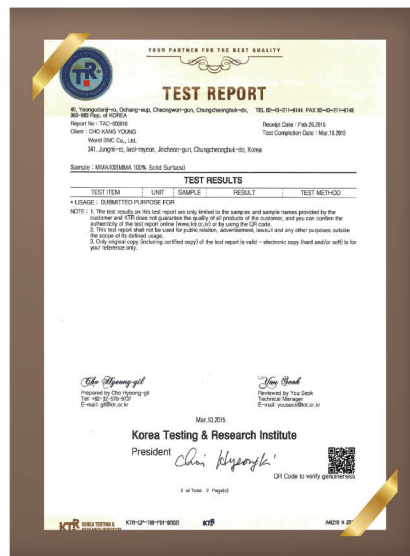 YOUR PARTNER FOR THE BEST QUALITY
TR
TEST REPORT
40, Yeongudanji-ro, Ochang-eup, Cheongwon-gun, Chungcheongbuk-do, TEL 82-43-211-6144 FAX 82-43-211-6148
363-883 Rep. of KOREA
Report No : TAC-000816 Receipt Date : Feb.26.2015
Client : CHO KANG YOUNG Test Completion Date : Mar.10.2015
World SMC Co., Ltd.
341, Jungmi-ro, Iwol-myeon, Jincheon-gun, Chungcheongbuk-do, Korea
Sample : MMA100(MMA 100% Solid Surface)
TEST RESULTS
TEST ITEM UNIT SAMPLE RESULT TEST METHOD
* USAGE : SUBMITTED PURPOSE FOR
NOTE : 1. The test results on this test report are only limited to the samples and sample names provided by the
customer and KTR does not guarantee the quality of all products of the customer, and you can confirm the
authenticity of the test report online (www.ktr.or.kr) or by using the QR code.
2. This test report shall not be used for public relation, advertisement, lawsuit and any other purposes outside
the scope of its defined usage.
3. Only original copy (including certified copy) of the test report is valid - electronic copy (hard and/or soft) is for
your reference only.
Cho Hyeong-gil You Seok
Prepared by Cho Hyeong-gil Reviewed by You Seok
Tel: +82-32-570-9737 Technical Manager
E-mail: gil@ktr.or.kr E-mail: youseok@ktr.or.kr
Mar.10.2015
Korea Testing & Research Institute
President
QR Code to verify genuineness
2 of Total 2 Page(s)
KTR KOREA TESTING & RESEARCH INSTITUTE KTR